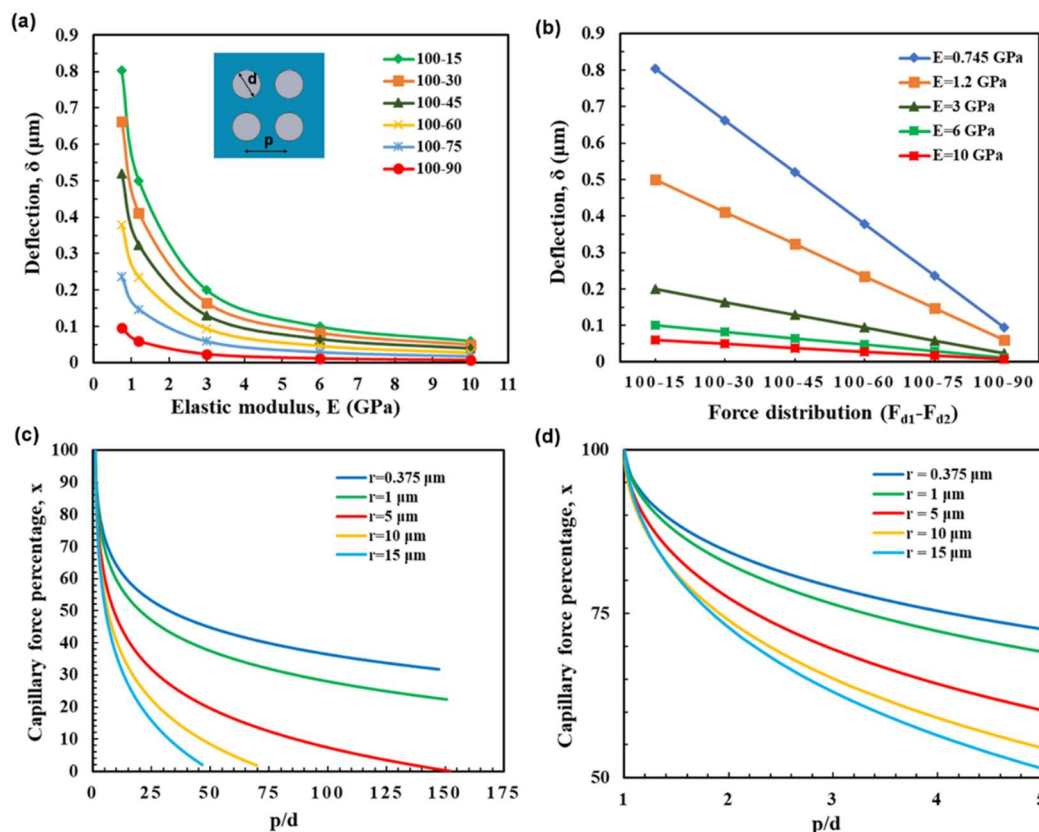 (a)
0.9
0.8
0.7
0.6
0.5
0.4
0.3
0.2
0.1
0
Deflection, δ (μm)
d
p
100-15
100-30
100-45
100-60
100-75
100-90
0 1 2 3 4 5 6 7 8 9 10 11
Elastic modulus, E (GPa)
(b)
0.9
0.8
0.7
0.6
0.5
0.4
0.3
0.2
0.1
0
Deflection, δ (μm)
E=0.745 GPa
E=1.2 GPa
E=3 GPa
E=6 GPa
E=10 GPa
100-15 100-30 100-45 100-60 100-75 100-90
Force distribution (Fd1-Fd2)
(c)
100
90
80
70
60
50
40
30
20
10
0
Capillary force percentage, x
r=0.375 μm
r=1 μm
r=5 μm
r=10 μm
r=15 μm
0 25 50 75 100 125 150 175
p/d
(d)
100
75
50
Capillary force percentage, x
r = 0.375 μm
r = 1 μm
r = 5 μm
r = 10 μm
r = 15 μm
1 2 3 4 5
p/d